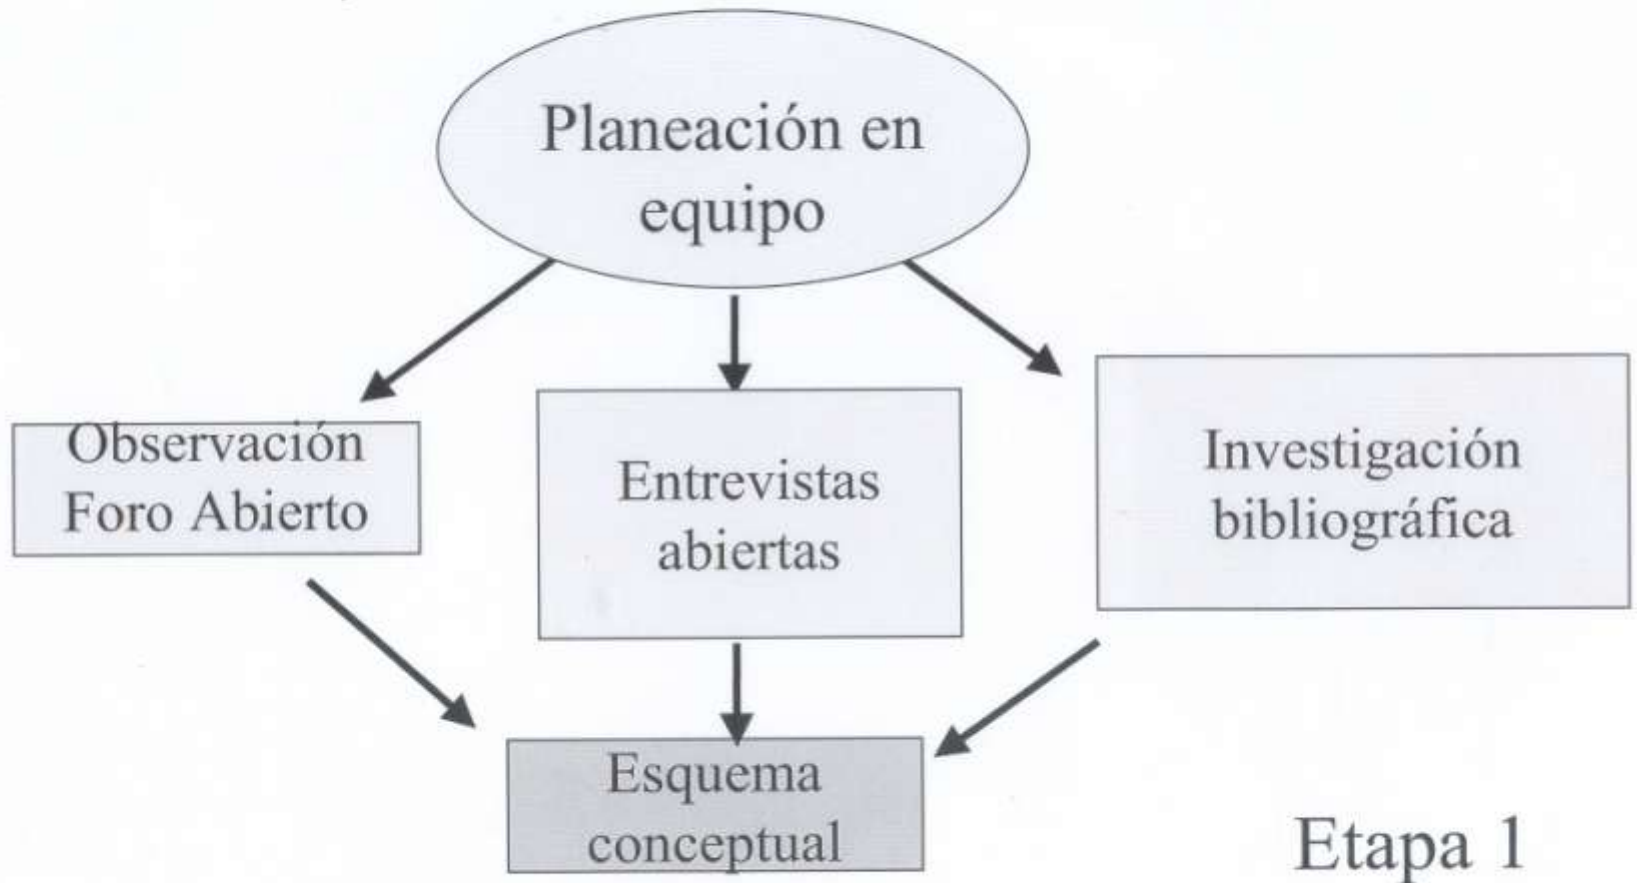 Planeación en
equipo
Observación
Foro Abierto
Entrevistas
abiertas
Investigación
bibliográfica
Esquema
conceptual
Etapa 1